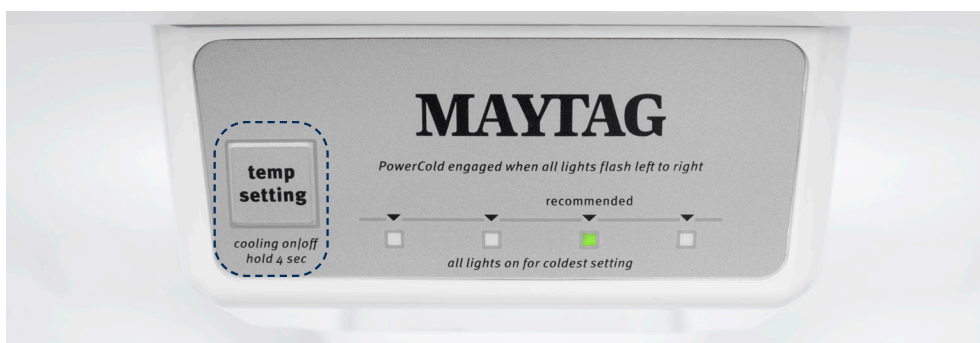 MAYTAG
PowerCold engaged when all lights flash left to right
temp
setting
recommended
cooling on|off
hold 4 sec
all lights on for coldest setting